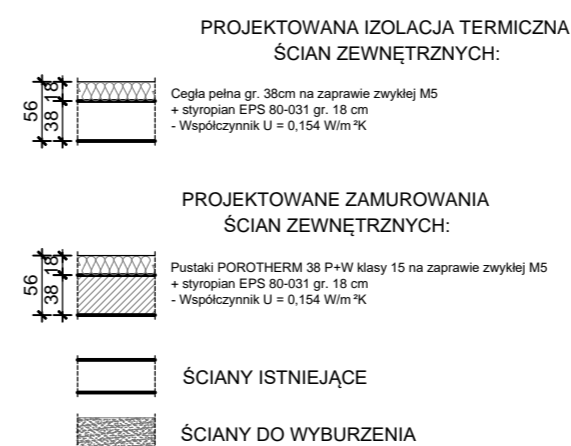 PROJEKTOWANA IZOLACJA TERMICZNA
ŚCIAN ZEWNĘTRZNYCH:
56
38
18
Cegła pełna gr. 38cm na zaprawie zwykłej M5
+ styropian EPS 80-031 gr. 18 cm
- Współczynnik U = 0,154 W/m²K
PROJEKTOWANE ZAMUROWANIA
ŚCIAN ZEWNĘTRZNYCH:
56
38
18
Pustaki POROTHERM 38 P+W klasy 15 na zaprawie zwykłej M5
+ styropian EPS 80-031 gr. 18 cm
- Współczynnik U = 0,154 W/m²K
ŚCIANY ISTNIEJĄCE
ŚCIANY DO WYBURZENIA